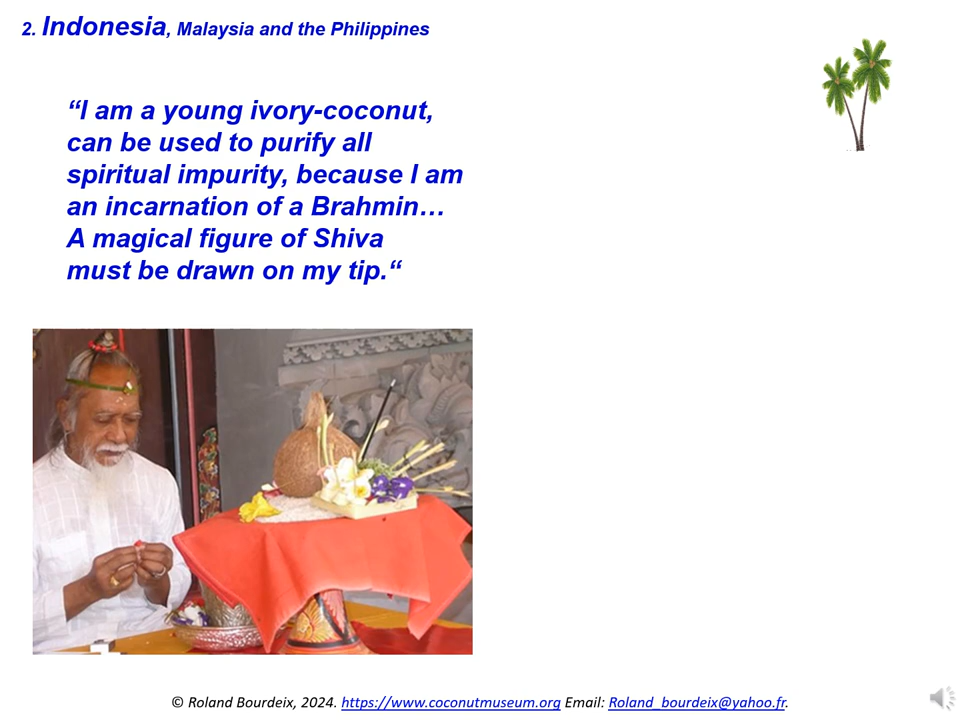 2. Indonesia, Malaysia and the Philippines
“I am a young ivory-coconut,
can be used to purify all
spiritual impurity, because I am
an incarnation of a Brahmin…
A magical figure of Shiva
must be drawn on my tip.“
© Roland Bourdeix, 2024. https://www.coconutmuseum.org Email: Roland_bourdeix@yahoo.fr.